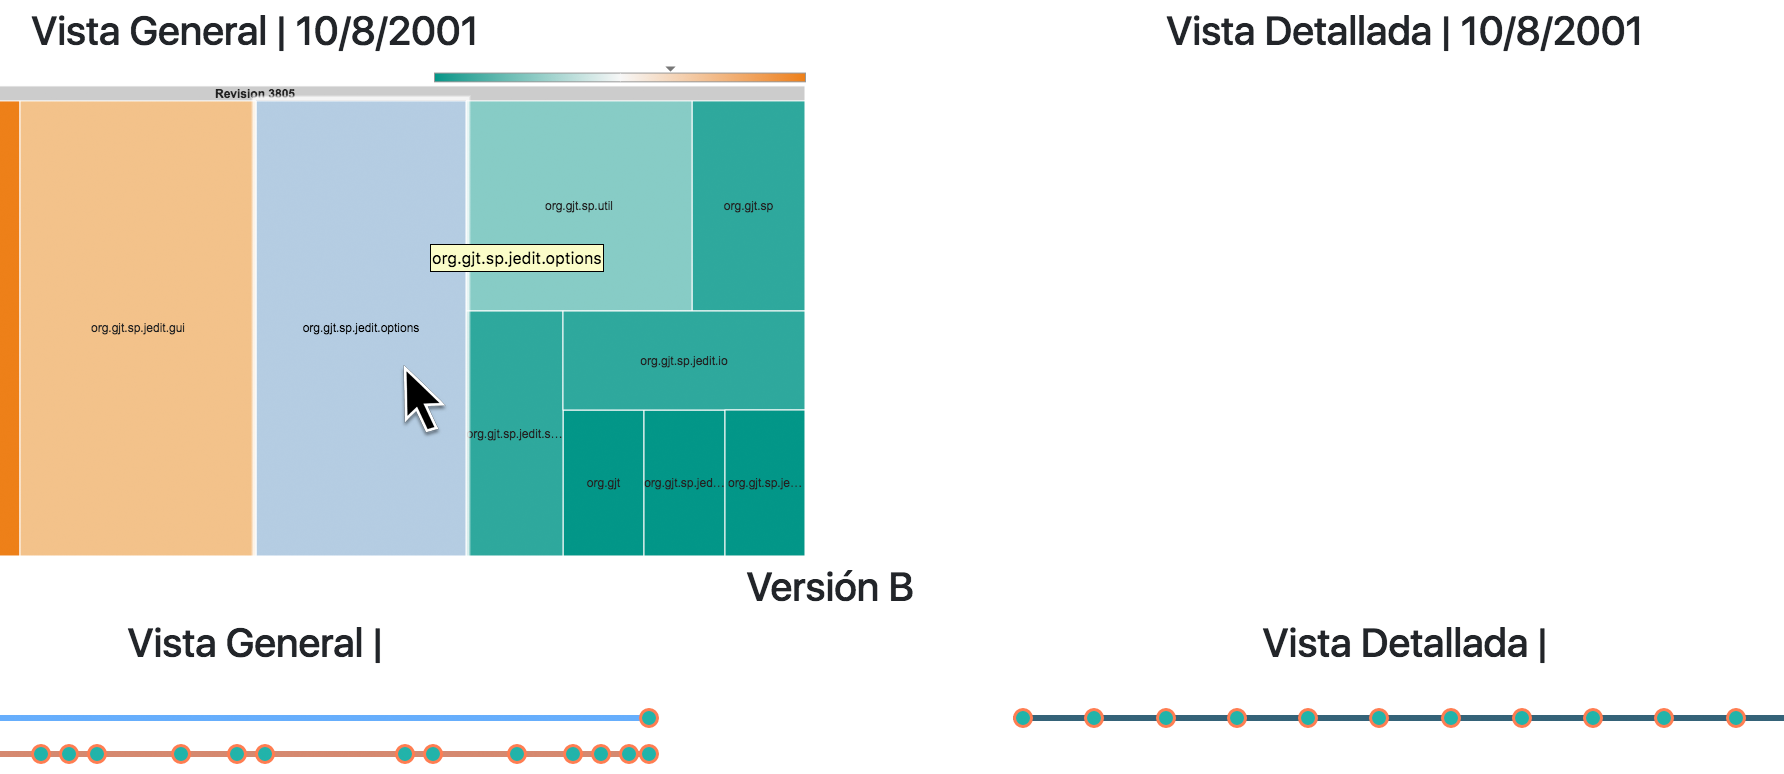 Vista General | 10/8/2001
Vista Detallada | 10/8/2001
Revision 3805
org.gjt.sp.util
org.gjt.sp
org.gjt.sp.jedit.options
org.gjt.sp.jedit.gui
org.gjt.sp.jedit.options
org.gjt.sp.jedit.io
org.gjt.sp.jedit.s...
org.gjt
org.gjt.sp.jed...
org.gjt.sp.je...
Versión B
Vista General |
Vista Detallada |